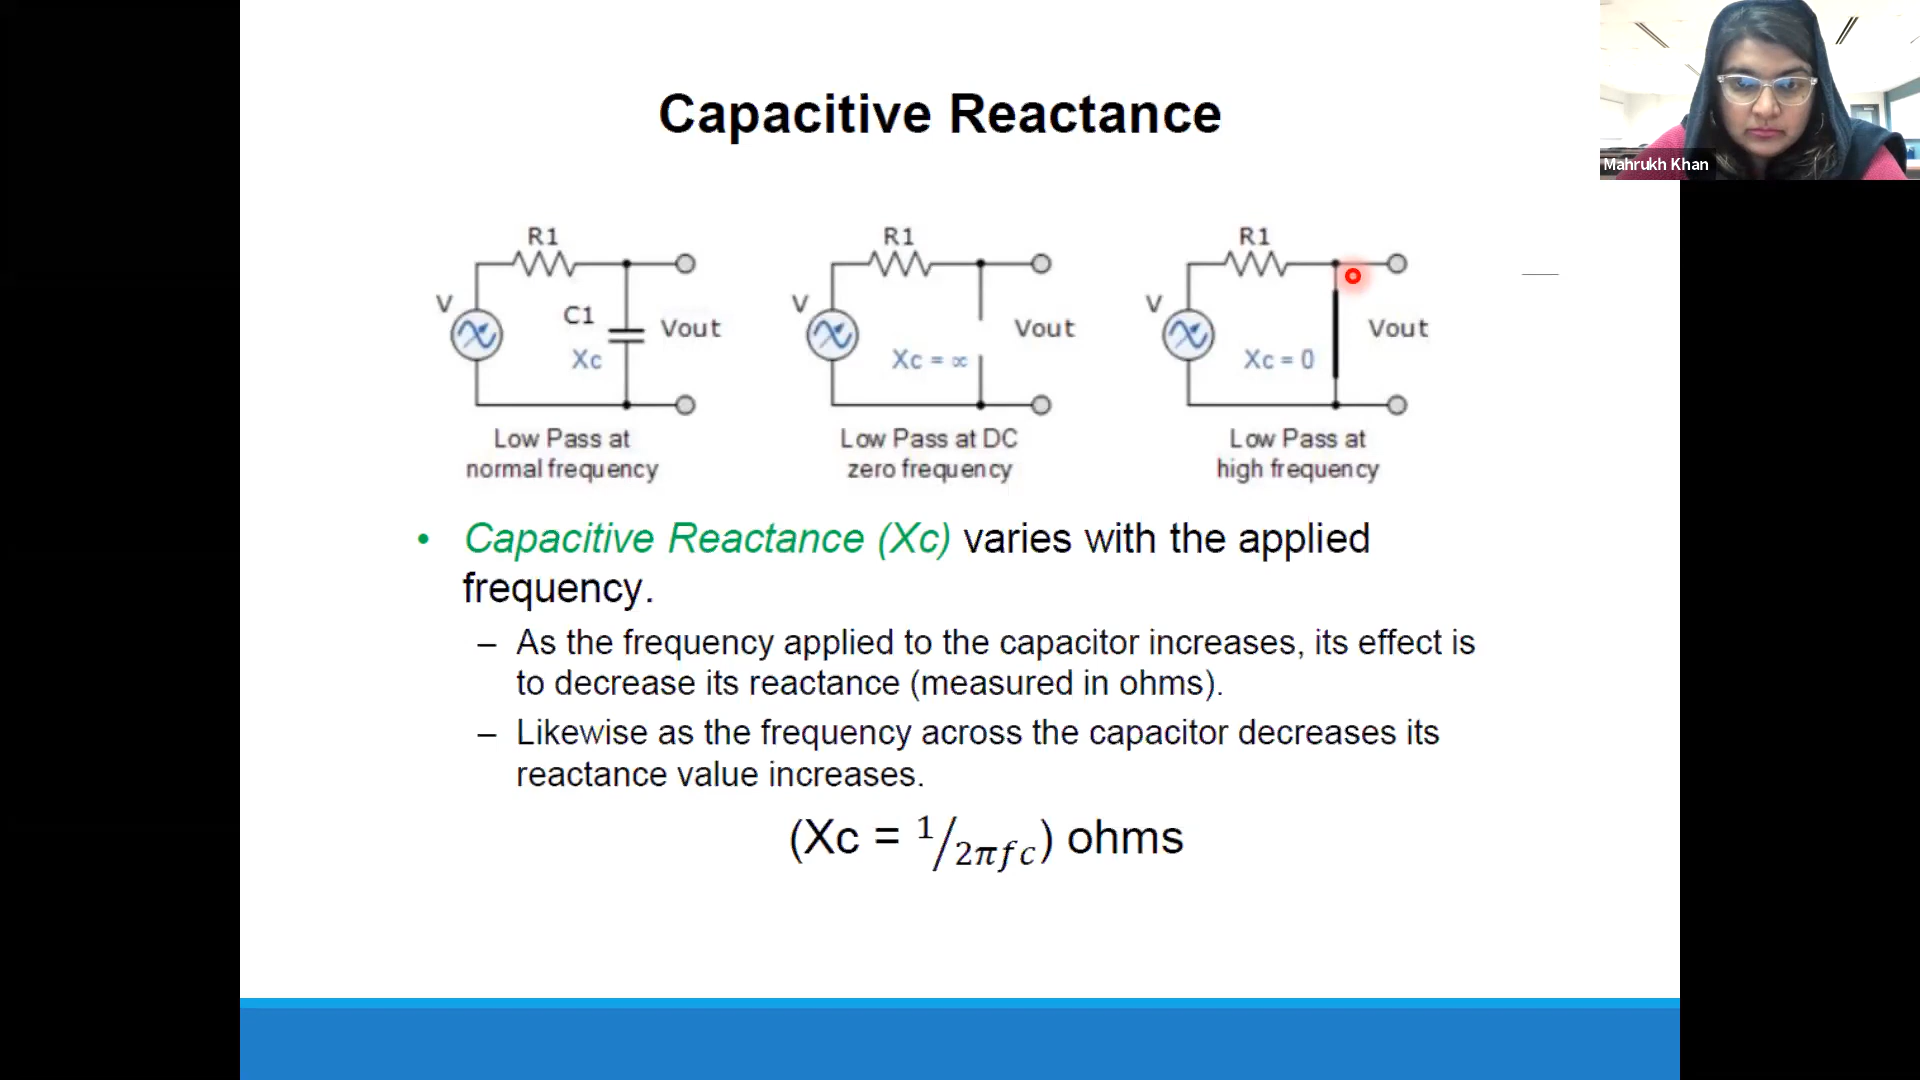 Capacitive Reactance
Mahrukh Khan
R1
V
C1
Xc
Vout
Low Pass at
normal frequency
R1
V
Xc = ∝
Vout
Low Pass at DC
zero frequency
R1
V
Xc = 0
Vout
Low Pass at
high frequency
• Capacitive Reactance (Xc) varies with the applied
frequency.
– As the frequency applied to the capacitor increases, its effect is
to decrease its reactance (measured in ohms).
– Likewise as the frequency across the capacitor decreases its
reactance value increases.
(Xc = 1/2πfc) ohms